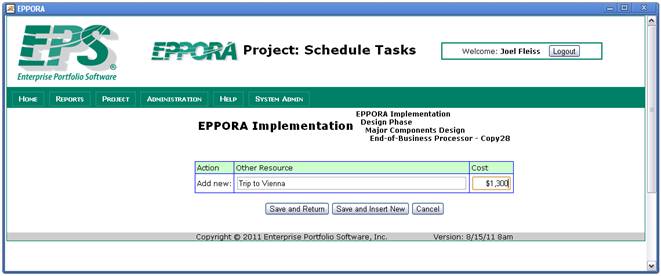 EPPORA
EPS®
Enterprise Portfolio Software
EPPORA Project: Schedule Tasks
Welcome: Joel Fleiss Logout
HOME REPORTS PROJECT ADMINISTRATION HELP SYSTEM ADMIN
EPPORA Implementation
EPPORA Implementation
Design Phase
Major Components Design
End-of-Business Processor - Copy28
Action Other Resource Cost
Add new: Trip to Vienna $1,300
Save and Return Save and Insert New Cancel
Copyright © 2011 Enterprise Portfolio Software, Inc. Version: 8/15/11 8am